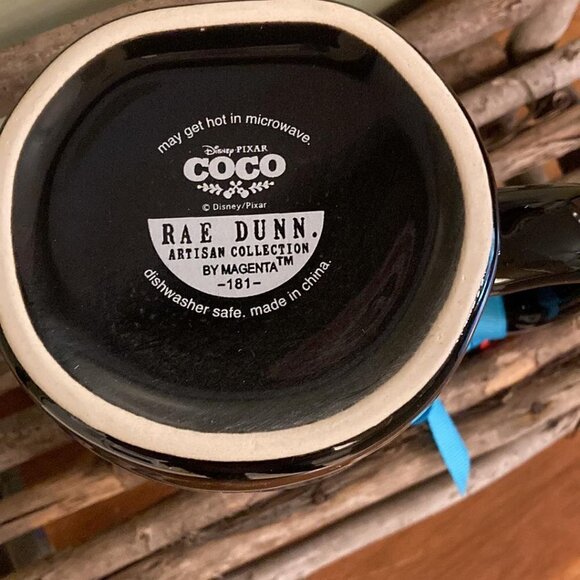 may get hot in microwave.
Disney·PIXAR
COCO
© Disney/Pixar
RAE DUNN.
ARTISAN COLLECTION
BY MAGENTA™
-181-
dishwasher safe. made in china.